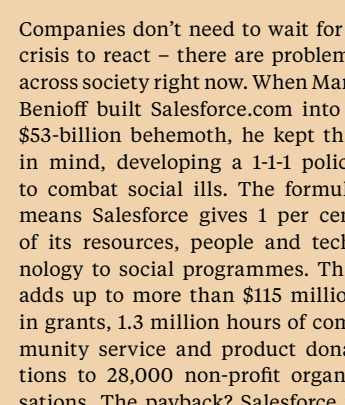 Companies don’t need to wait for
crisis to react – there are problem
across society right now. When Mar
Benioff built Salesforce.com into
$53-billion behemoth, he kept th
in mind, developing a 1-1-1 polic
to combat social ills. The formul
means Salesforce gives 1 per cen
of its resources, people and tech
nology to social programmes. Th
adds up to more than $115 millio
in grants, 1.3 million hours of com
munity service and product dona
tions to 28,000 non-profit organ
sations. The payback? Salesforce